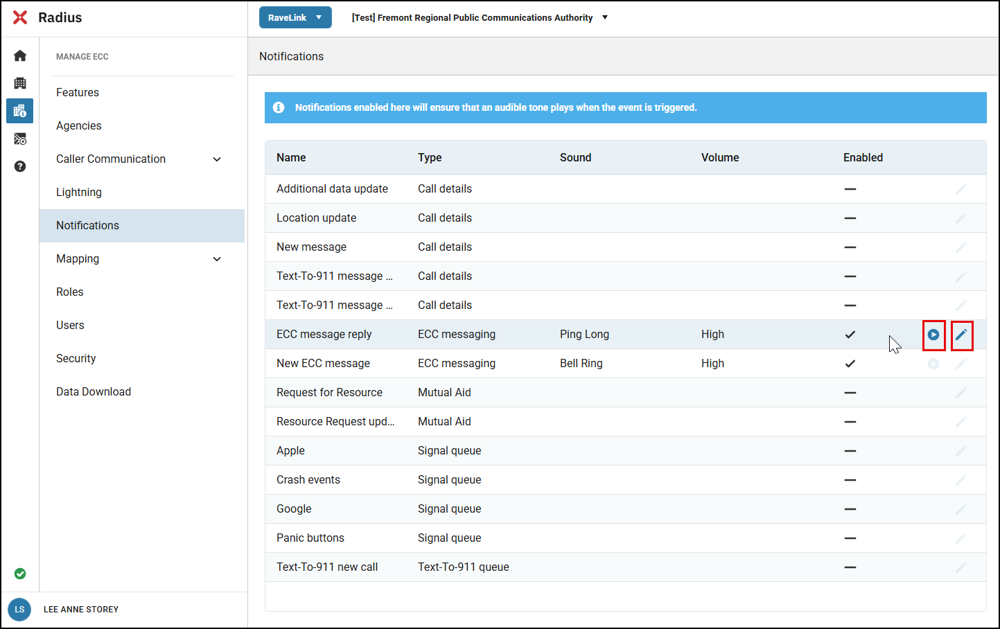 Radius
RaveLink
[Test] Fremont Regional Public Communications Authority
MANAGE ECC
Features
Agencies
Caller Communication
Lightning
Notifications
Mapping
Roles
Users
Security
Data Download
LS
LEE ANNE STOREY
Notifications
Notifications enabled here will ensure that an audible tone plays when the event is triggered.
Name Type Sound Volume Enabled
Additional data update Call details
Location update Call details
New message Call details
Text-To-911 message ... Call details
Text-To-911 message ... Call details
ECC message reply ECC messaging Ping Long High
New ECC message ECC messaging Bell Ring High
Request for Resource Mutual Aid
Resource Request upd... Mutual Aid
Apple Signal queue
Crash events Signal queue
Google Signal queue
Panic buttons Signal queue
Text-To-911 new call Text-To-911 queue